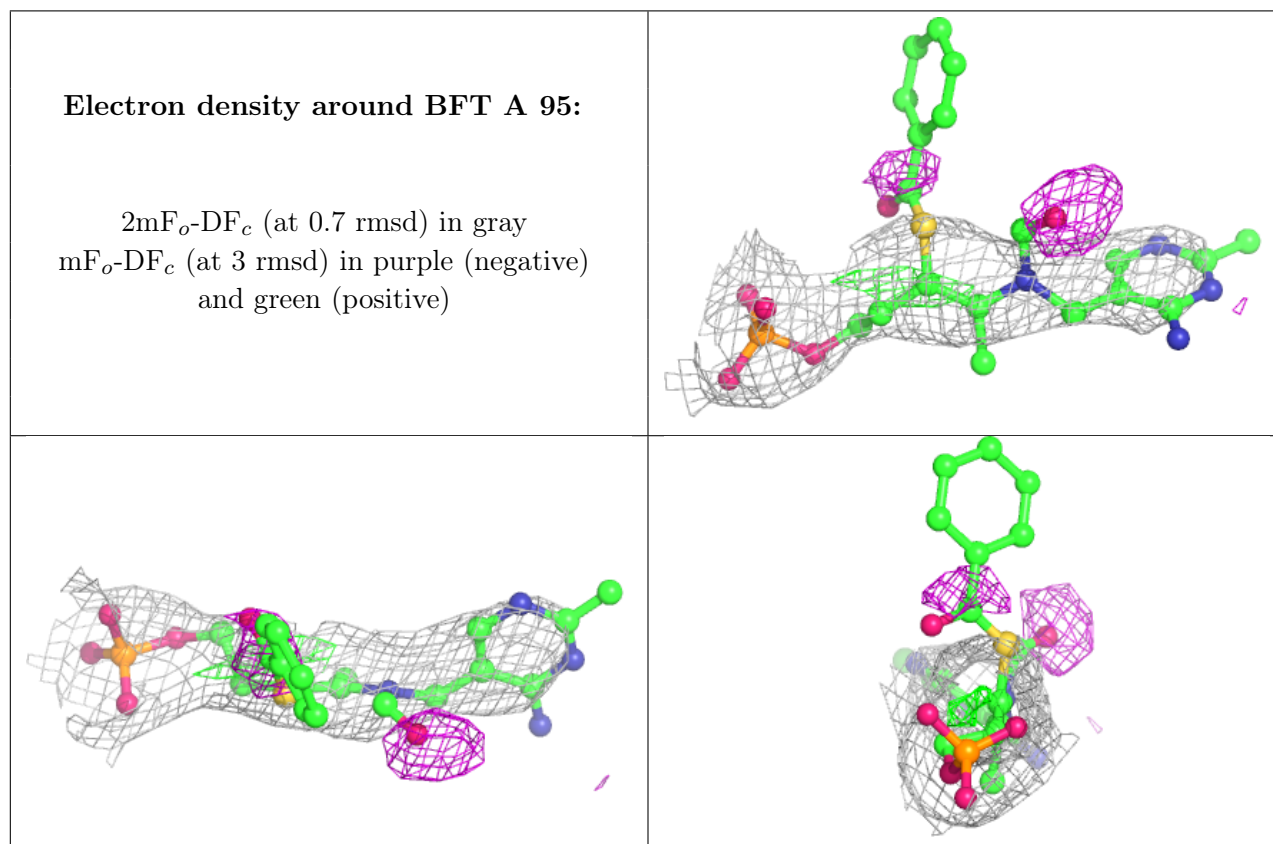 Electron density around BFT A 95:
2mFo-DFc (at 0.7 rmsd) in gray
mFo-DFc (at 3 rmsd) in purple (negative)
and green (positive)